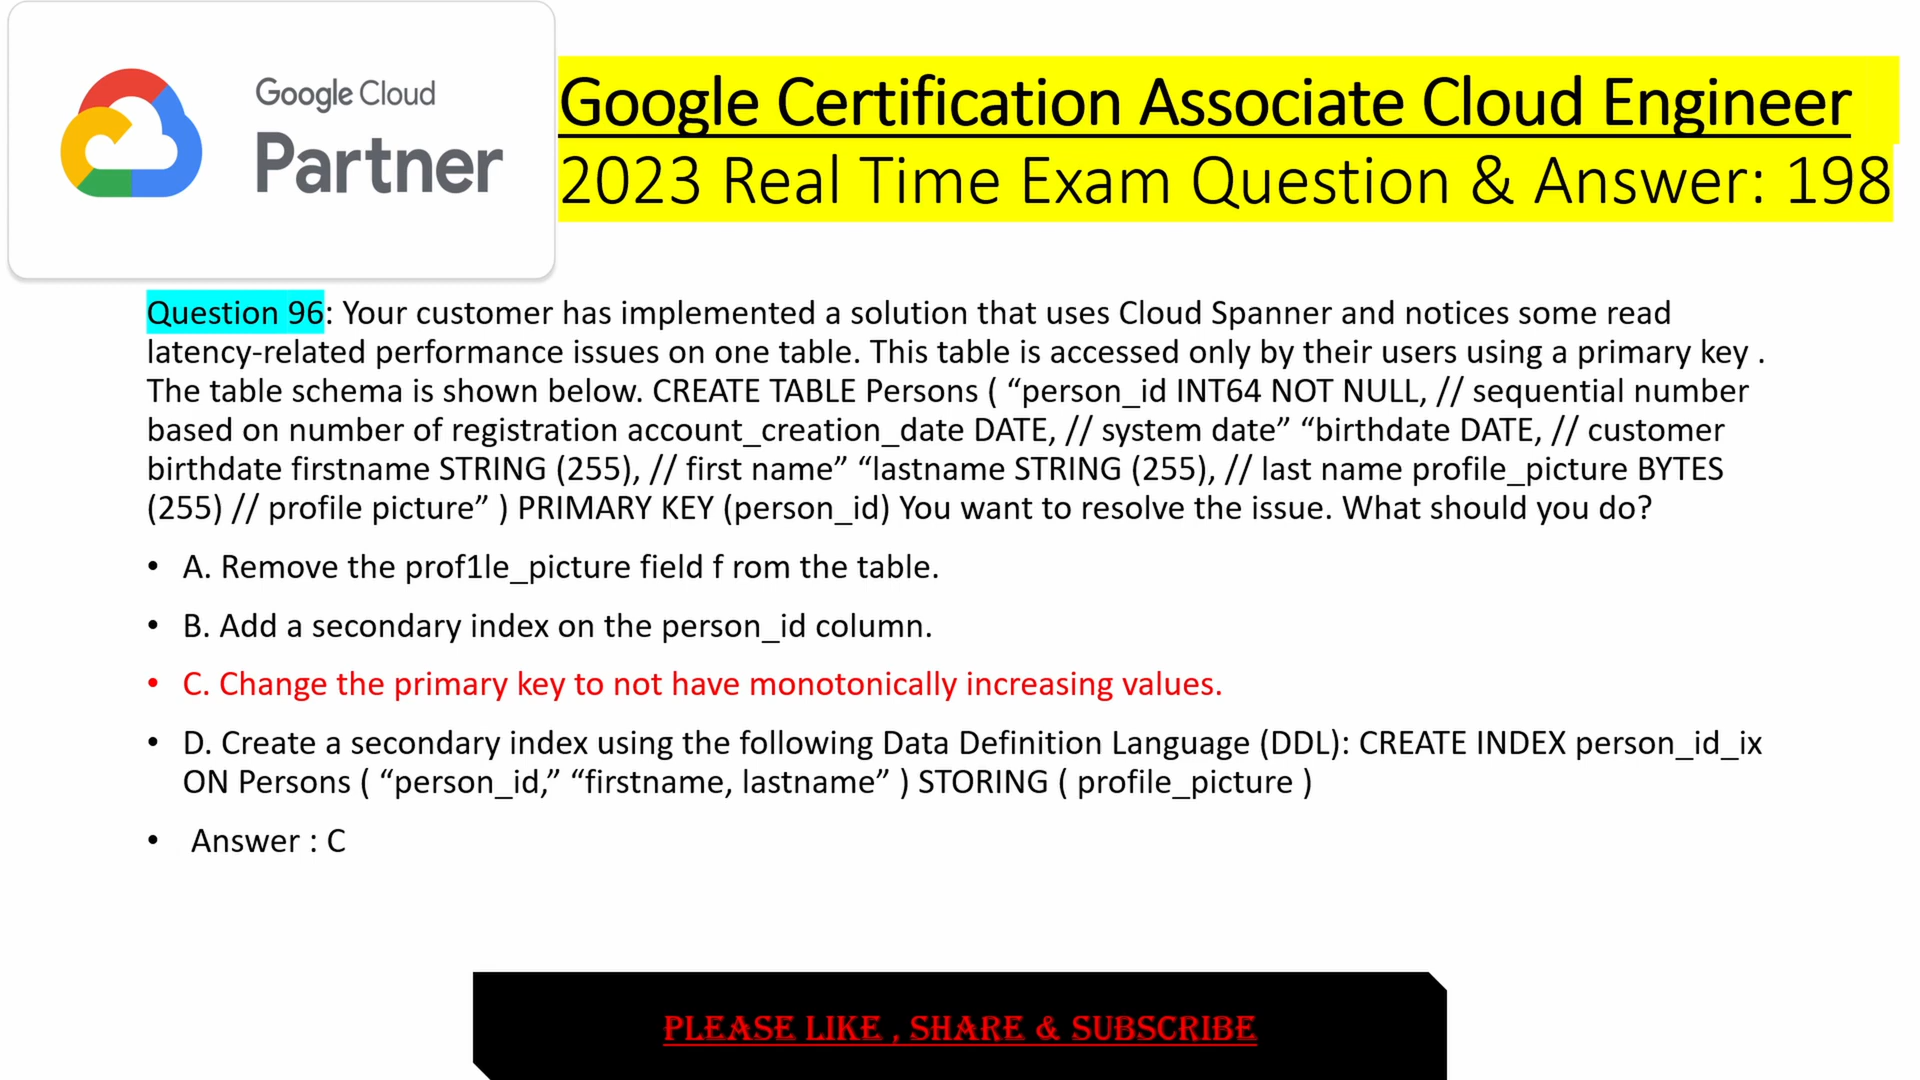 Google Cloud
Partner
Google Certification Associate Cloud Engineer
2023 Real Time Exam Question & Answer: 198
Question 96: Your customer has implemented a solution that uses Cloud Spanner and notices some read
latency-related performance issues on one table. This table is accessed only by their users using a primary key .
The table schema is shown below. CREATE TABLE Persons ( “person_id INT64 NOT NULL, // sequential number
based on number of registration account_creation_date DATE, // system date” “birthdate DATE, // customer
birthdate firstname STRING (255), // first name” “lastname STRING (255), // last name profile_picture BYTES
(255) // profile picture” ) PRIMARY KEY (person_id) You want to resolve the issue. What should you do?
• A. Remove the prof1le_picture field f rom the table.
• B. Add a secondary index on the person_id column.
• C. Change the primary key to not have monotonically increasing values.
• D. Create a secondary index using the following Data Definition Language (DDL): CREATE INDEX person_id_ix
ON Persons ( “person_id,” “firstname, lastname” ) STORING ( profile_picture )
• Answer : C
PLEASE LIKE , SHARE & SUBSCRIBE